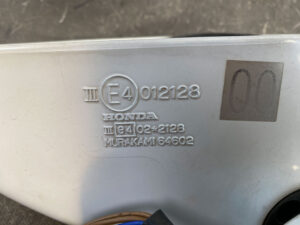 III E4 012128
HONDA
III e4 02*2128
MURAKAMI 64602
00